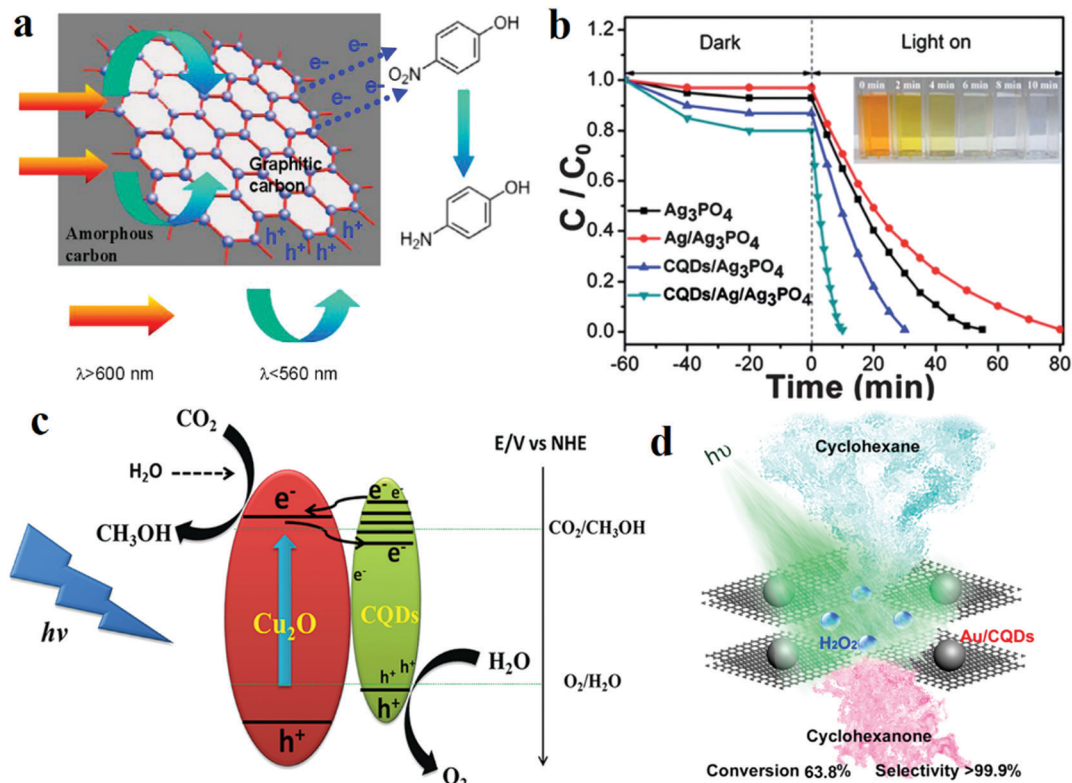 a
e-
e-
e-
e-
O₂N
OH
Graphitic
carbon
h⁺
h⁺ h⁺ h⁺
Amorphous
carbon
H₂N
OH
λ>600 nm
λ<560 nm
b
Dark
Light on
0 min 2 min 4 min 6 min 8 min 10 min
Ag₃PO₄
Ag/Ag₃PO₄
CQDs/Ag₃PO₄
CQDs/Ag/Ag₃PO₄
C / C₀
1.0
0.8
0.6
0.4
0.2
0.0
-60 -40 -20 0 20 40 60 80
Time (min)
c
CO₂
H₂O
CH₃OH
hν
e⁻
Cu₂O
h⁺
e⁻ e⁻
e⁻
e⁻
CQDs
h⁺ h⁺
h⁺
H₂O
O₂
E/V vs NHE
CO₂/CH₃OH
O₂/H₂O
d
hυ
Cyclohexane
H₂O₂
Au/CQDs
Cyclohexanone
Conversion 63.8% Selectivity >99.9%